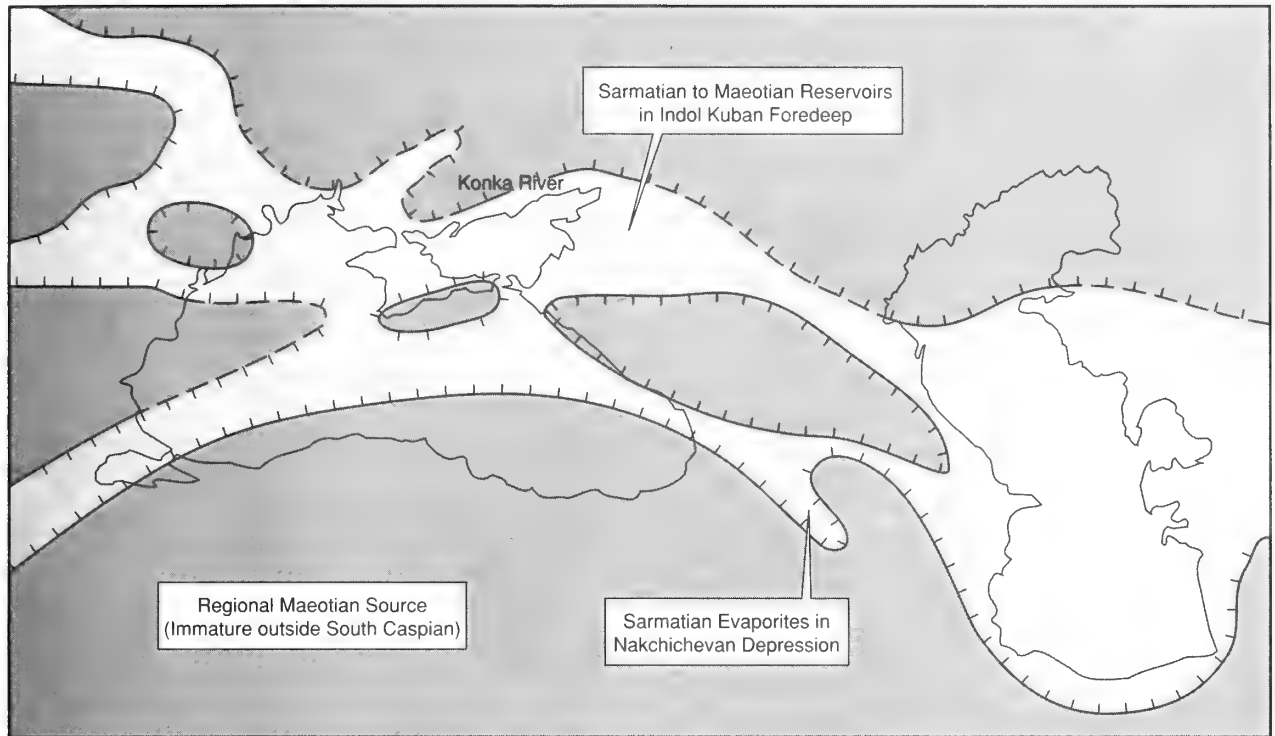 Sarmatian to Maeotian Reservoirs
in Indol Kuban Foredeep
Konka River
Regional Maeotian Source
(Immature outside South Caspian)
Sarmatian Evaporites in
Nakchichevan Depression